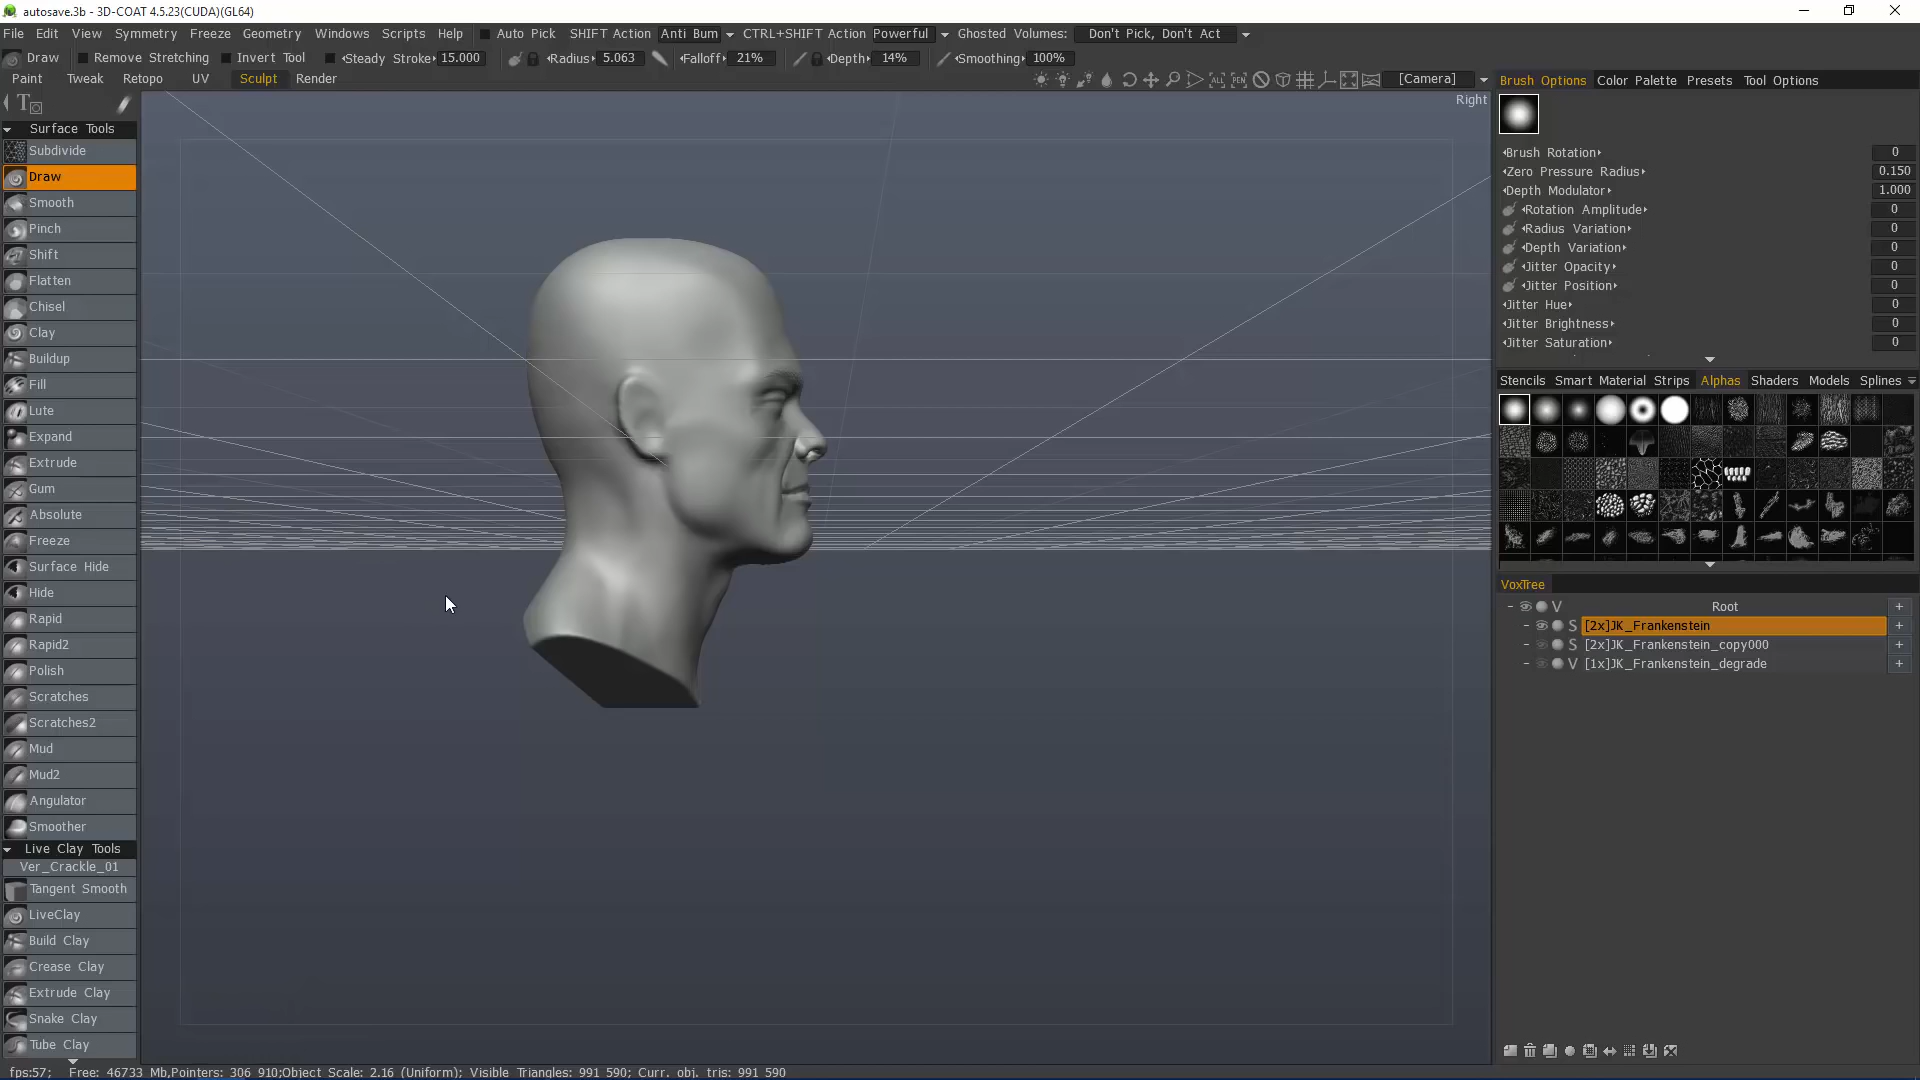 autosave.3b - 3D-COAT 4.5.23(CUDA)(GL64)
File Edit View Symmetry Freeze Geometry Windows Scripts Help Auto Pick SHIFT Action Anti Bum CTRL+SHIFT Action Powerful Ghosted Volumes: Don't Pick, Don't Act
Draw Remove Stretching Invert Tool Steady Stroke 15.000 Radius 5.063 Falloff 21% Depth 14% Smoothing 100%
Paint Tweak Retopo UV Sculpt Render ALL PEN [Camera]
Right
Surface Tools
Subdivide
Draw
Smooth
Pinch
Shift
Flatten
Chisel
Clay
Buildup
Fill
Lute
Expand
Extrude
Gum
Absolute
Freeze
Surface Hide
Hide
Rapid
Rapid2
Polish
Scratches
Scratches2
Mud
Mud2
Angulator
Smoother
Live Clay Tools
Ver_Crackle_01
Tangent Smooth
LiveClay
Build Clay
Crease Clay
Extrude Clay
Snake Clay
Tube Clay
Brush Options Color Palette Presets Tool Options
Brush Rotation 0
Zero Pressure Radius 0.150
Depth Modulator 1.000
Rotation Amplitude 0
Radius Variation 0
Depth Variation 0
Jitter Opacity 0
Jitter Position 0
Jitter Hue 0
Jitter Brightness 0
Jitter Saturation 0
Stencils Smart Material Strips Alphas Shaders Models Splines
VoxTree
V Root +
S [2x]JK_Frankenstein +
S [2x]JK_Frankenstein_copy000 +
V [1x]JK_Frankenstein_degrade +
fps:57; Free: 46733 Mb,Pointers: 306 910;Object Scale: 2.16 (Uniform); Visible Triangles: 991 590; Curr. obj. tris: 991 590